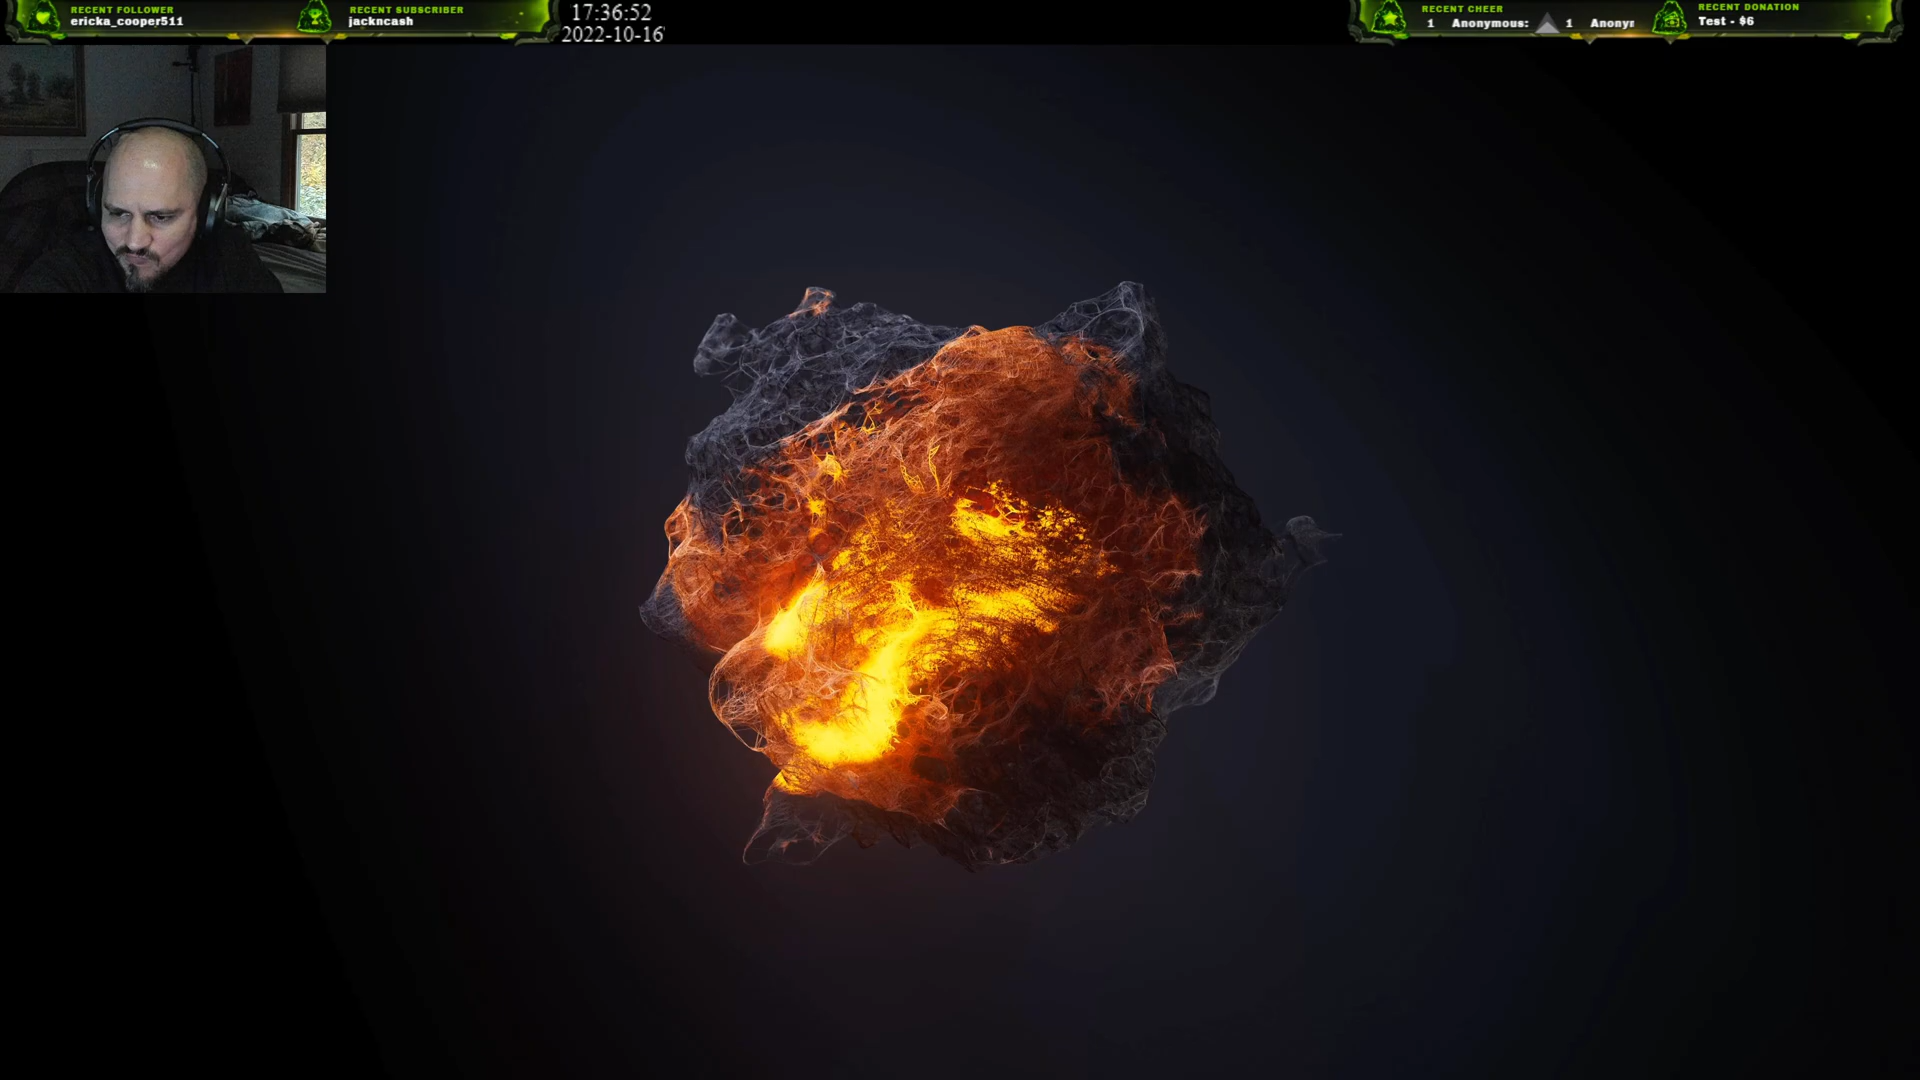 RECENT FOLLOWER
ericka_cooper511
RECENT SUBSCRIBER
jackncash
17:36:52
2022-10-16
RECENT CHEER
1 Anonymous: 1 Anonyr
RECENT DONATION
Test - $6